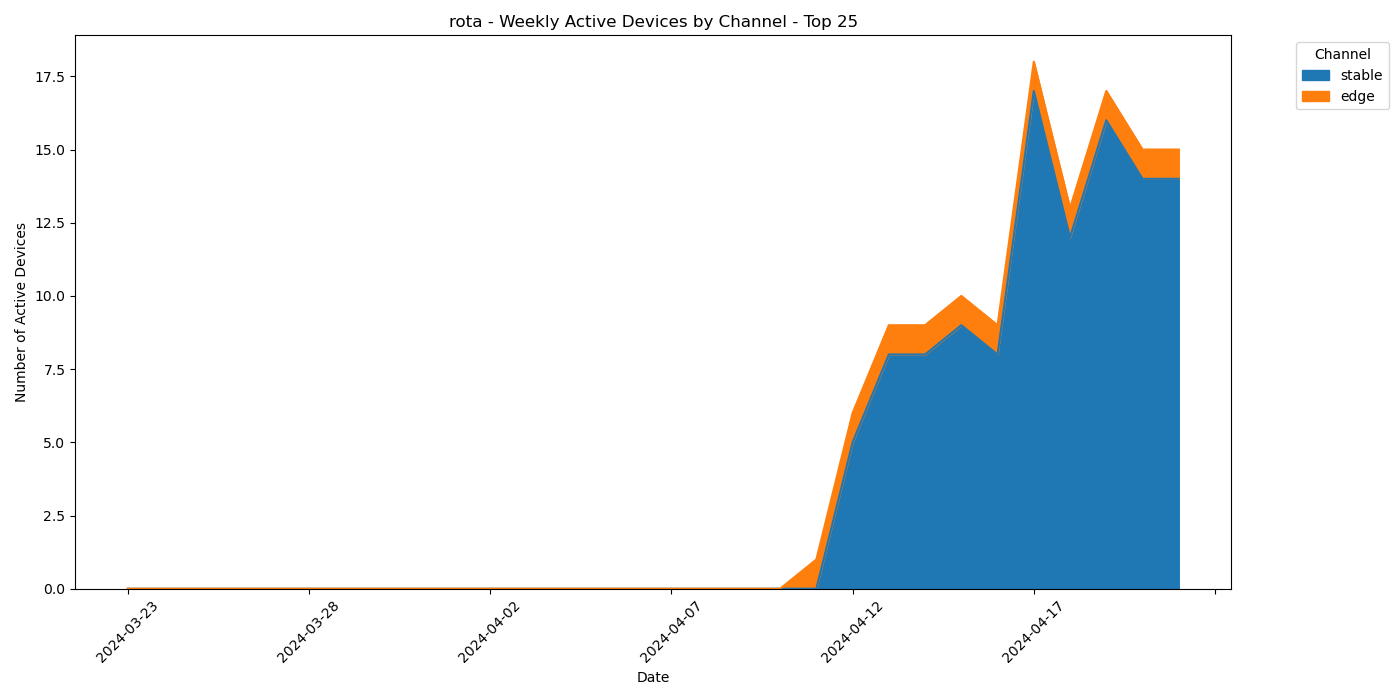 rota - Weekly Active Devices by Channel - Top 25
Channel
stable
edge
Number of Active Devices
17.5
15.0
12.5
10.0
7.5
5.0
2.5
0.0
2024-03-23
2024-03-28
2024-04-02
2024-04-07
2024-04-12
2024-04-17
Date